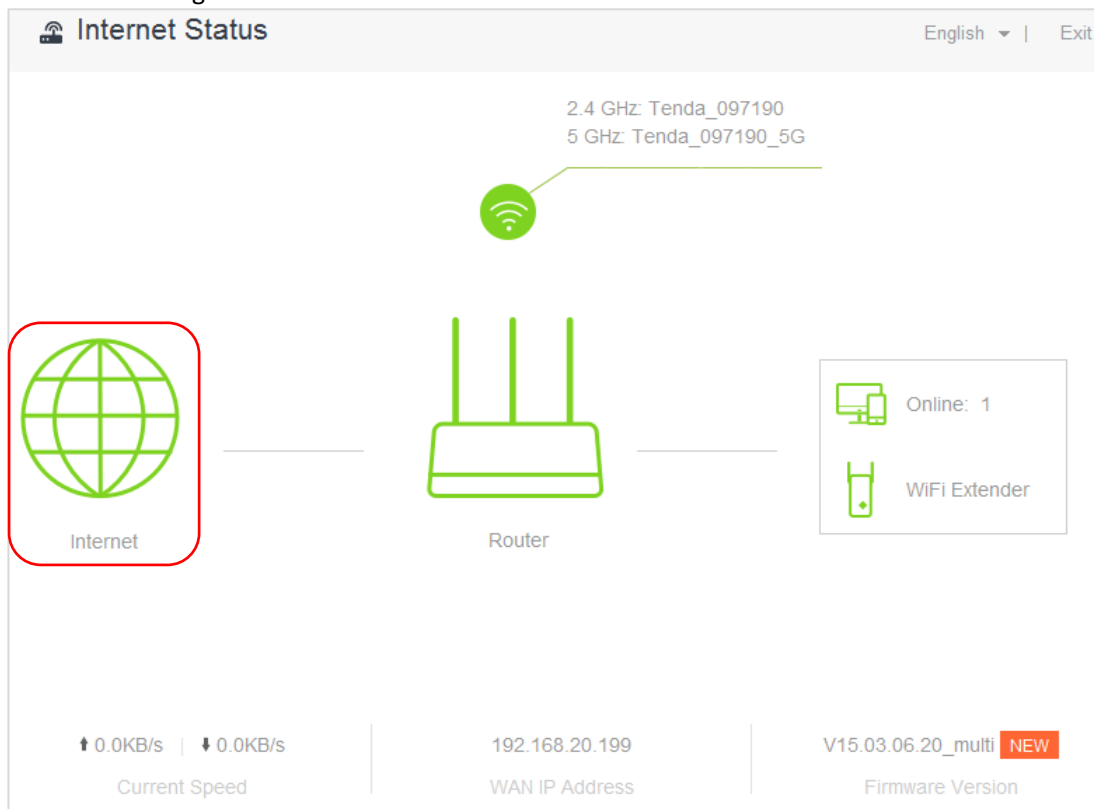 Internet Status
English | Exit
2.4 GHz: Tenda_097190
5 GHz: Tenda_097190_5G
Online: 1
WiFi Extender
Internet
Router
0.0KB/s | 0.0KB/s
192.168.20.199
V15.03.06.20_multi NEW
Current Speed
WAN IP Address
Firmware Version